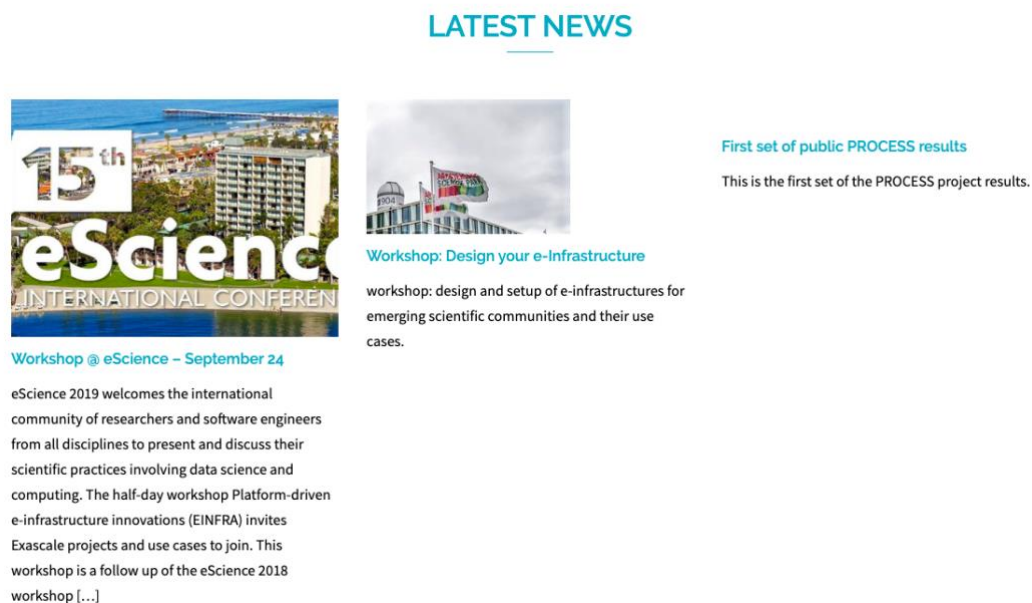 LATEST NEWS
15th
eScienc
INTERNATIONAL CONFEREN
Workshop @ eScience – September 24
eScience 2019 welcomes the international
community of researchers and software engineers
from all disciplines to present and discuss their
scientific practices involving data science and
computing. The half-day workshop Platform-driven
e-infrastructure innovations (EINFRA) invites
Exascale projects and use cases to join. This
workshop is a follow up of the eScience 2018
workshop […]
904
AMSTERDAM
SCIENCE PARK
Workshop: Design your e-Infrastructure
workshop: design and setup of e-infrastructures for
emerging scientific communities and their use
cases.
First set of public PROCESS results
This is the first set of the PROCESS project results.